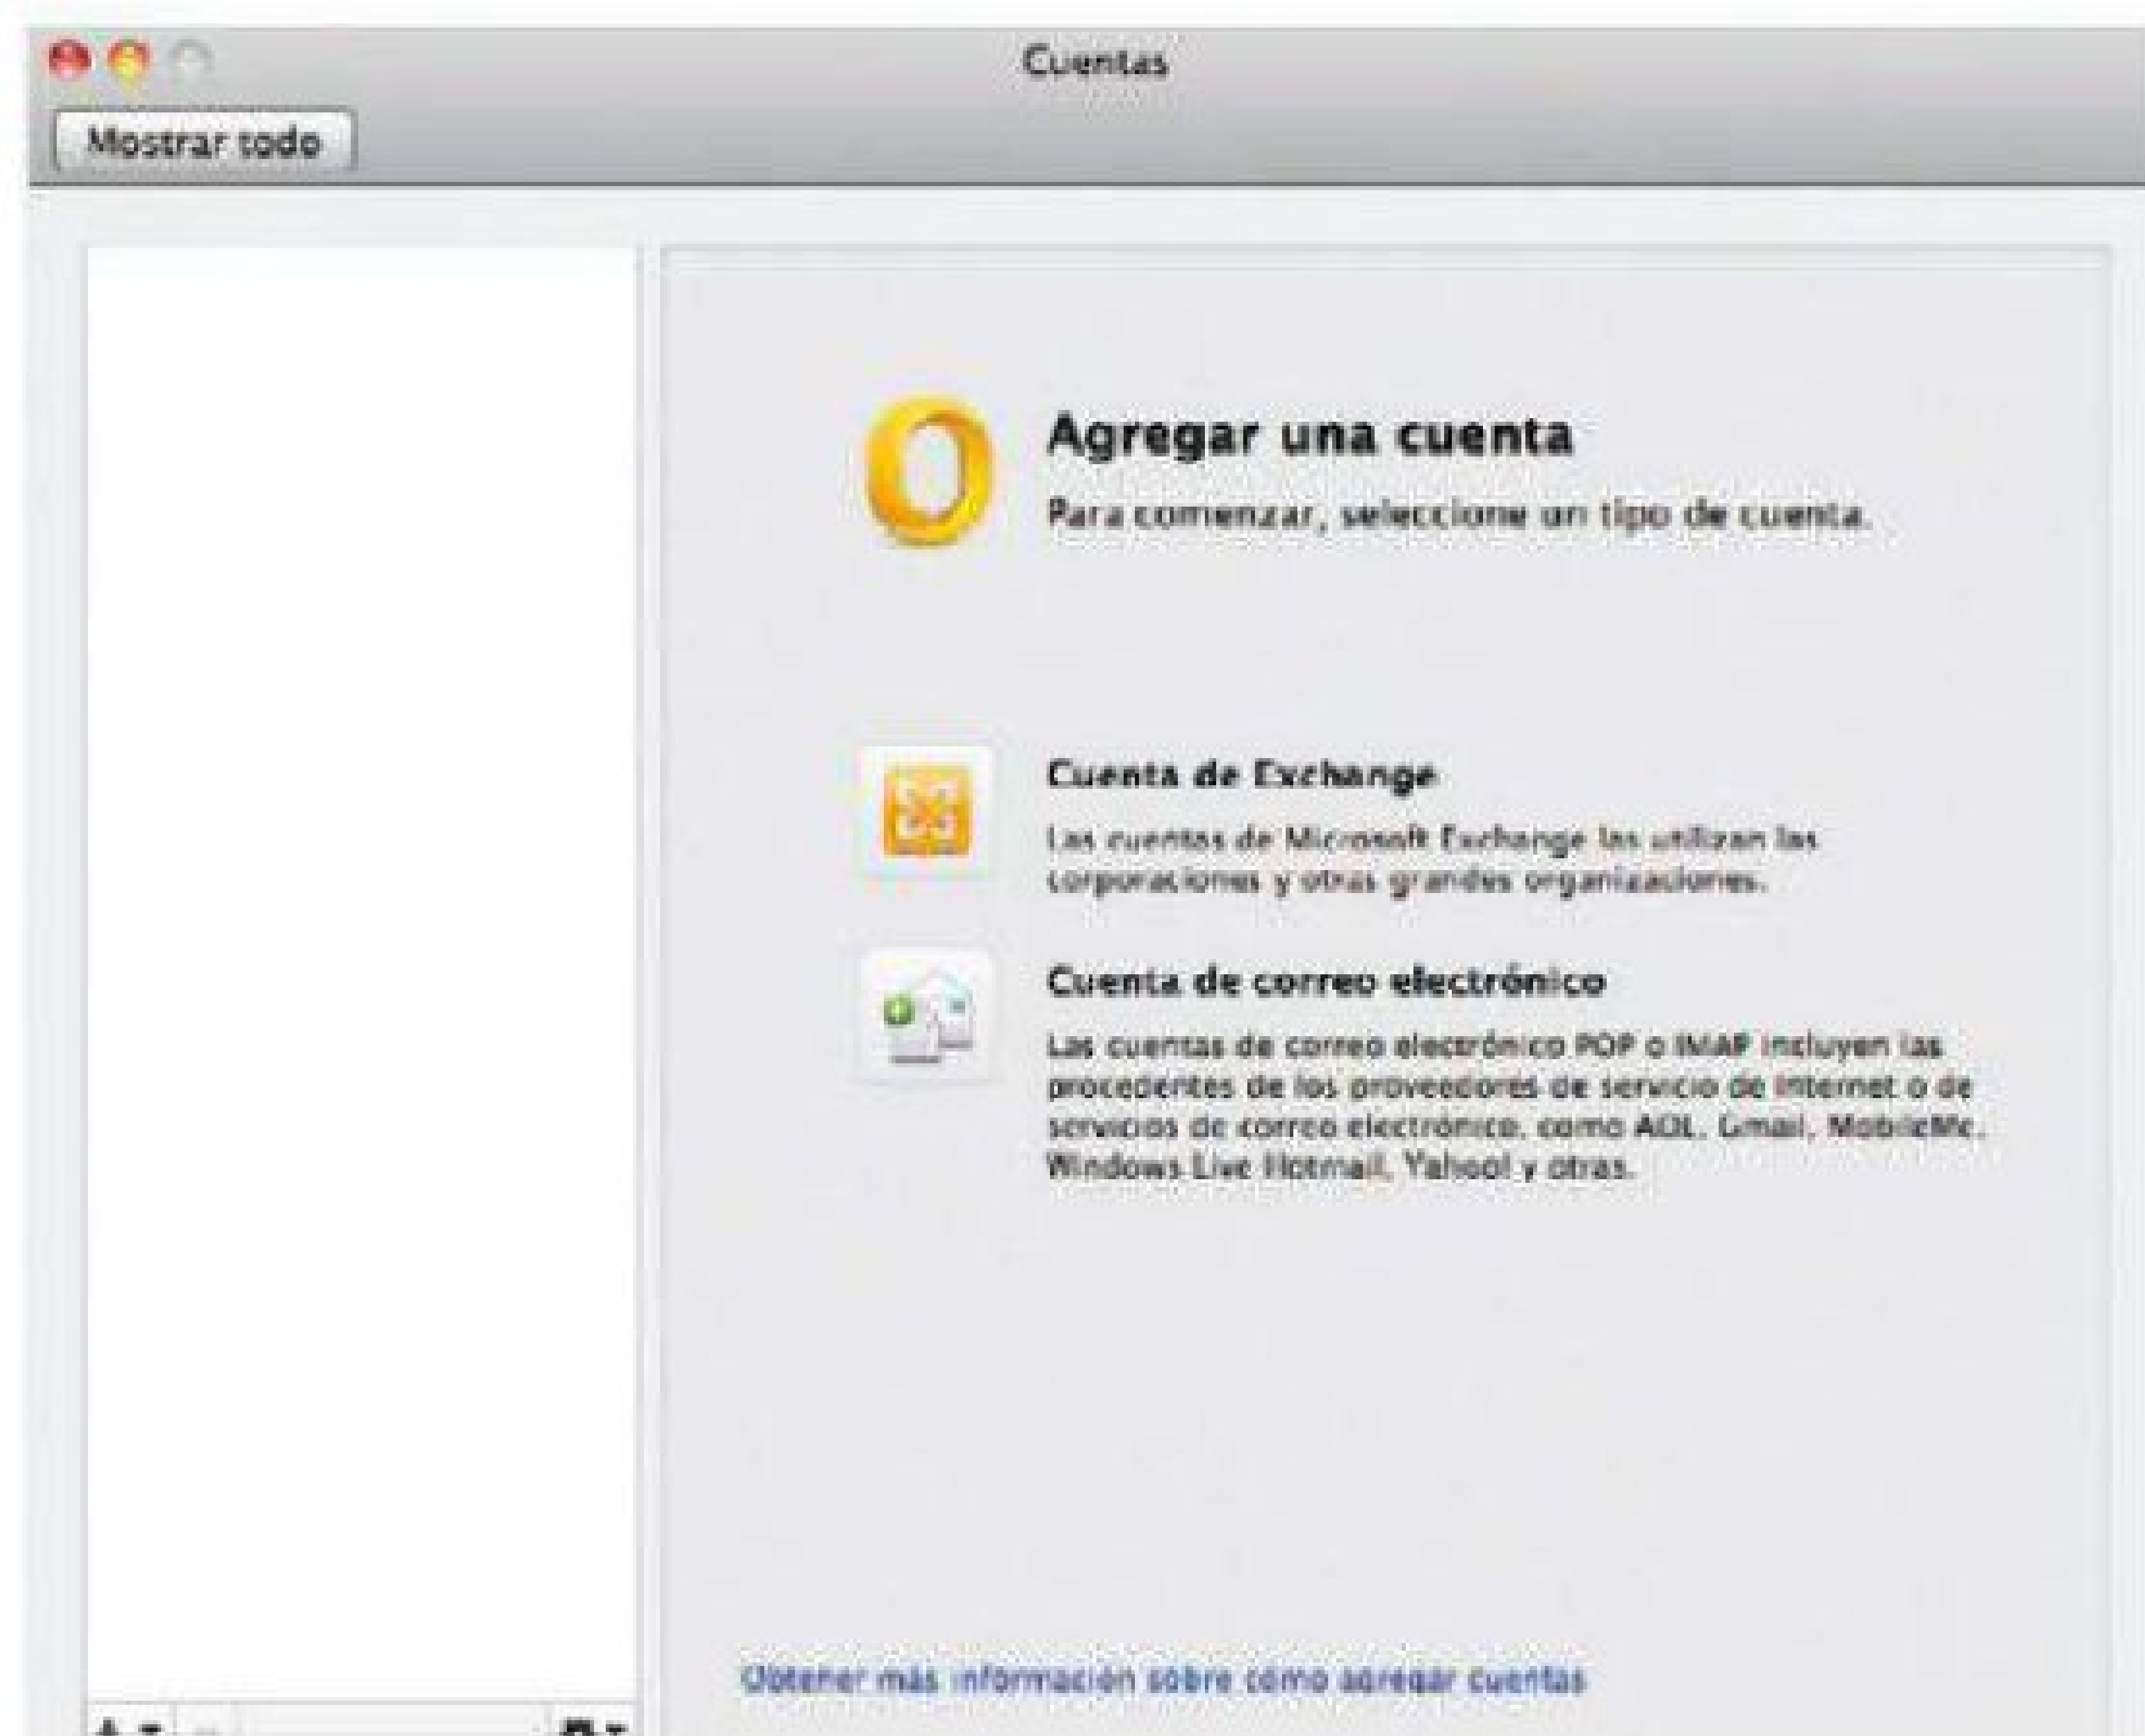 Cuentas
Mostrar todo
Agregar una cuenta
Para comenzar, seleccione un tipo de cuenta.
Cuenta de Exchange
Las cuentas de Microsoft Exchange las utilizan las
corporaciones y otras grandes organizaciones.
Cuenta de correo electrónico
Las cuentas de correo electrónico POP o IMAP incluyen las
procedentes de los proveedores de servicio de Internet o de
servicios de correo electrónico, como AOL, Gmail, MobileMe,
Windows Live Hotmail, Yahoo! y otras.
Obtener más información sobre cómo agregar cuentas